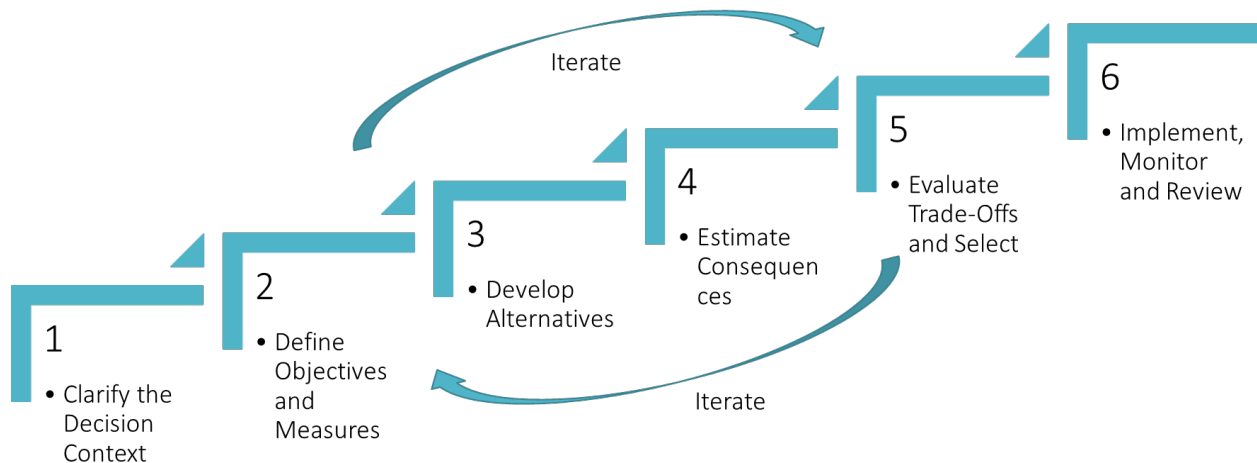 1
• Clarify the
Decision
Context
2
• Define
Objectives
and
Measures
3
• Develop
Alternatives
4
• Estimate
Consequen
ces
5
• Evaluate
Trade-Offs
and Select
6
• Implement,
Monitor
and Review
Iterate
Iterate